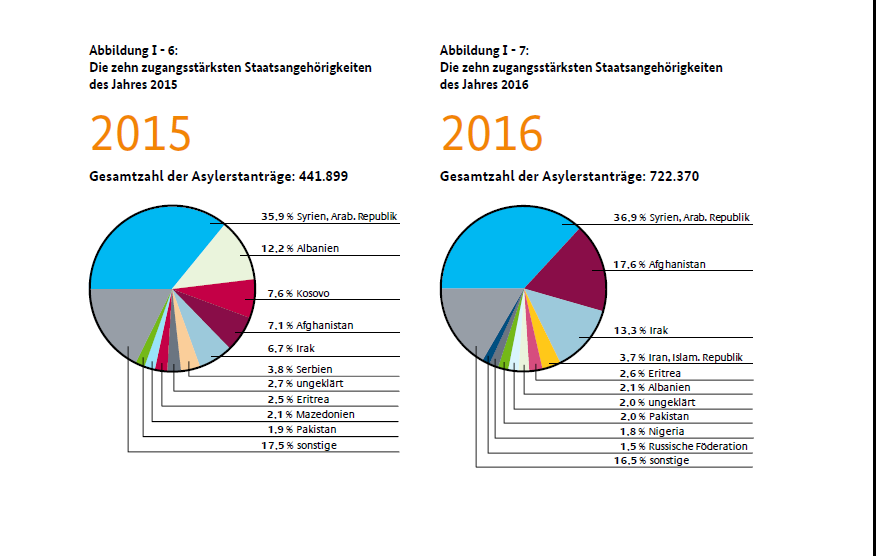 Abbildung I - 6:
Die zehn zugangsstärksten Staatsangehörigkeiten
des Jahres 2015
2015
Gesamtzahl der Asylerstanträge: 441.899
35,9 % Syrien, Arab. Republik
12,2 % Albanien
7,6 % Kosovo
7,1 % Afghanistan
6,7 % Irak
3,8 % Serbien
2,7 % ungeklärt
2,5 % Eritrea
2,1 % Mazedonien
1,9 % Pakistan
17,5 % sonstige
Abbildung I - 7:
Die zehn zugangsstärksten Staatsangehörigkeiten
des Jahres 2016
2016
Gesamtzahl der Asylerstanträge: 722.370
36,9 % Syrien, Arab. Republik
17,6 % Afghanistan
13,3 % Irak
3,7 % Iran, Islam. Republik
2,6 % Eritrea
2,1 % Albanien
2,0 % ungeklärt
2,0 % Pakistan
1,8 % Nigeria
1,5 % Russische Föderation
16,5 % sonstige